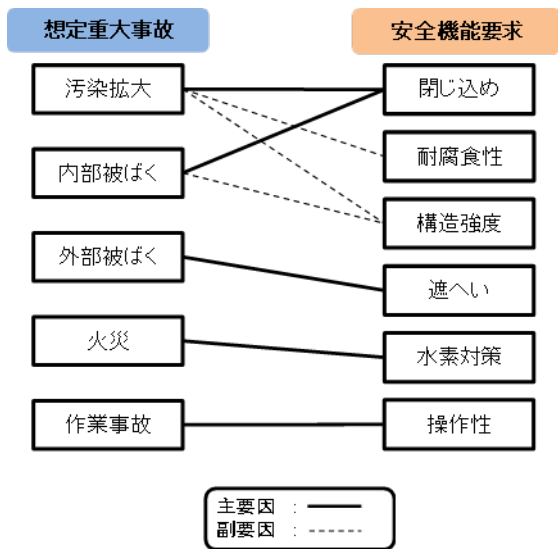 想定重大事故
安全機能要求
汚染拡大
閉じ込め
耐腐食性
内部被ばく
構造強度
外部被ばく
遮へい
火災
水素対策
作業事故
操作性
主要因 :
副要因 :